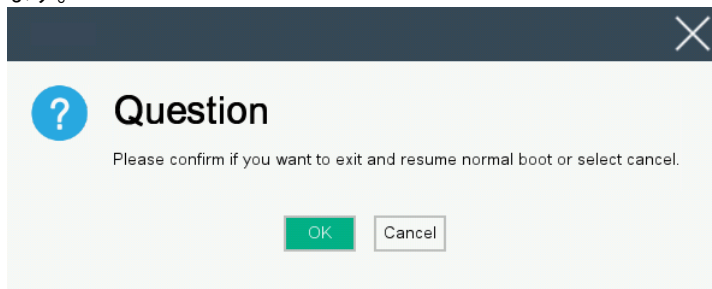 ?
Question
Please confirm if you want to exit and resume normal boot or select cancel.
OK
Cancel